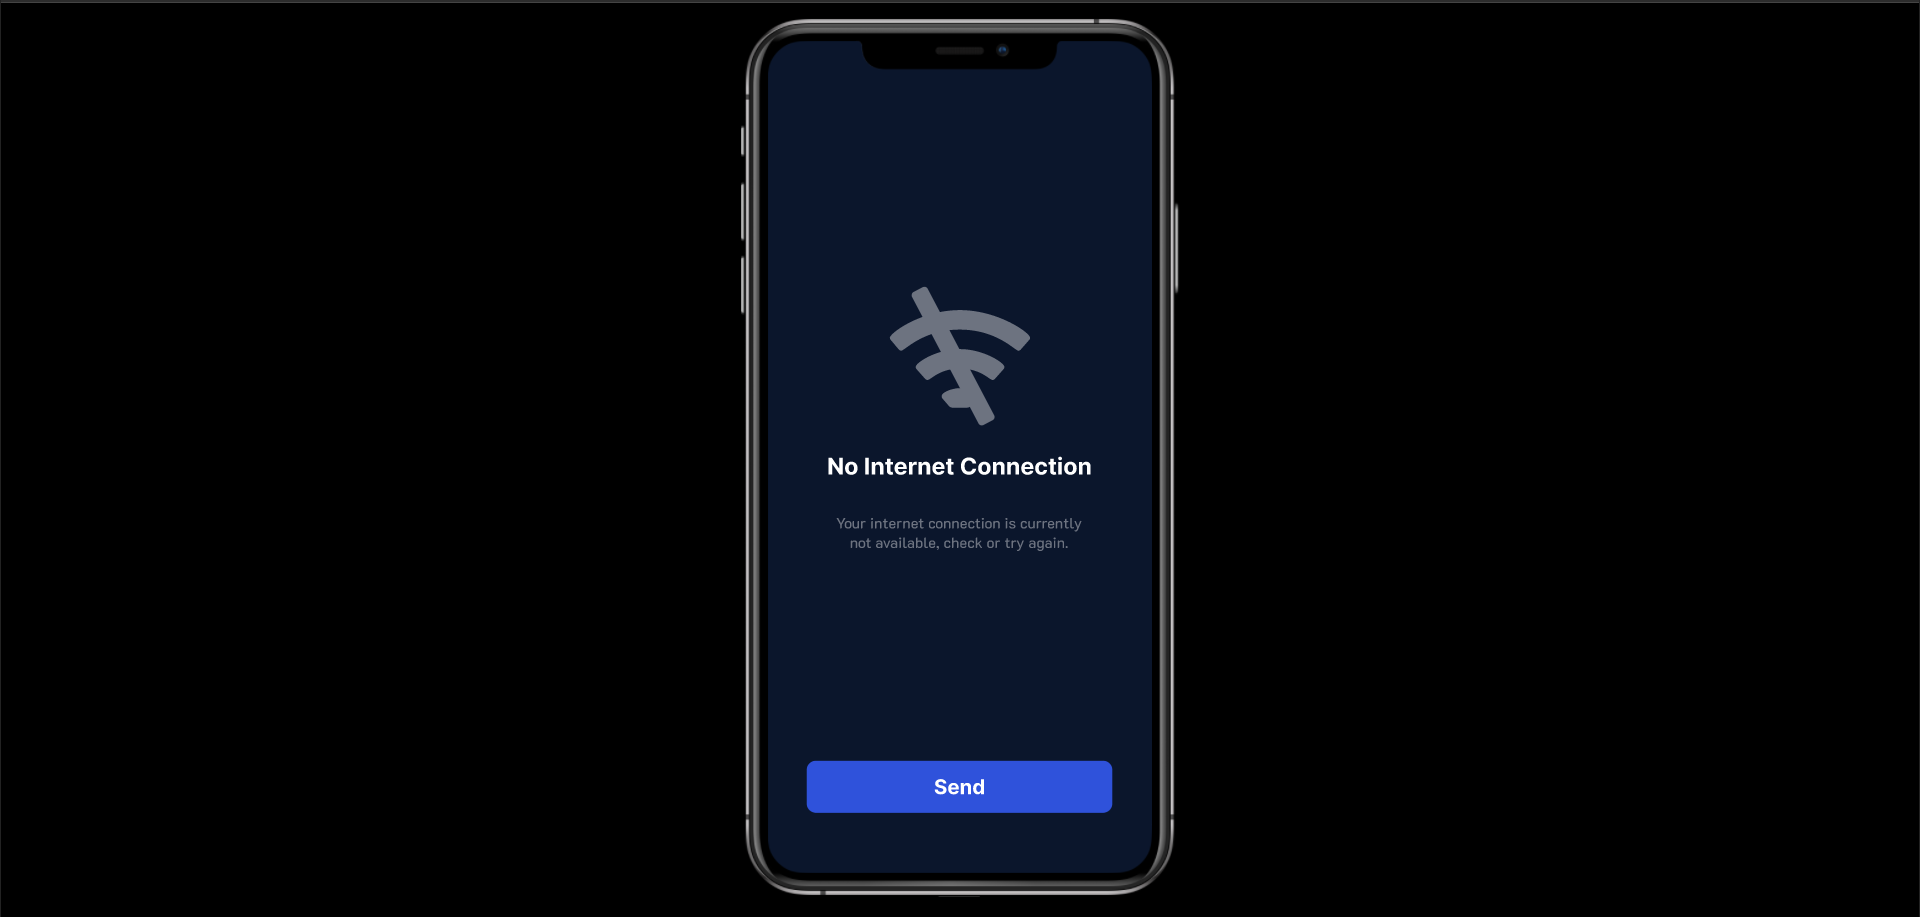 No Internet Connection
Your internet connection is currently
not available, check or try again.
Send